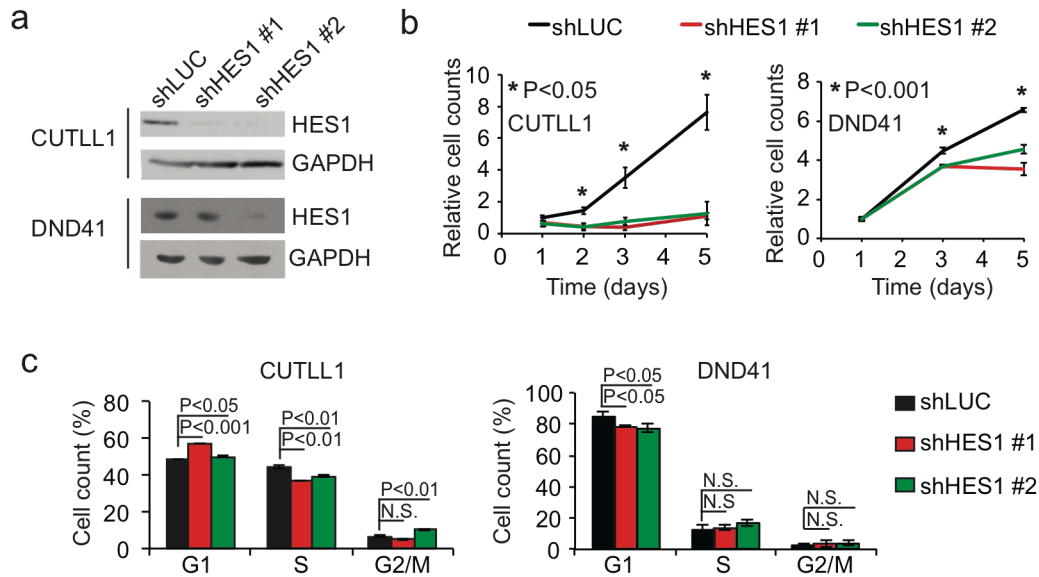 a
shLUC
shHES1 #1
shHES1 #2
CUTLL1
HES1
GAPDH
DND41
HES1
GAPDH
b
shLUC shHES1 #1 shHES1 #2
Relative cell counts
10
8
6
4
2
0
* P<0.05
CUTLL1
*
*
*
0 1 2 3 4 5
Time (days)
Relative cell counts
8
6
4
2
0
* P<0.001
DND41
*
*
0 1 2 3 4 5
Time (days)
c
CUTLL1
Cell count (%)
80
60
40
20
0
P<0.05
P<0.001
P<0.01
P<0.01
P<0.01
N.S.
G1 S G2/M
DND41
Cell count (%)
100
80
60
40
20
0
P<0.05
P<0.05
N.S.
N.S
N.S.
N.S.
G1 S G2/M
shLUC
shHES1 #1
shHES1 #2